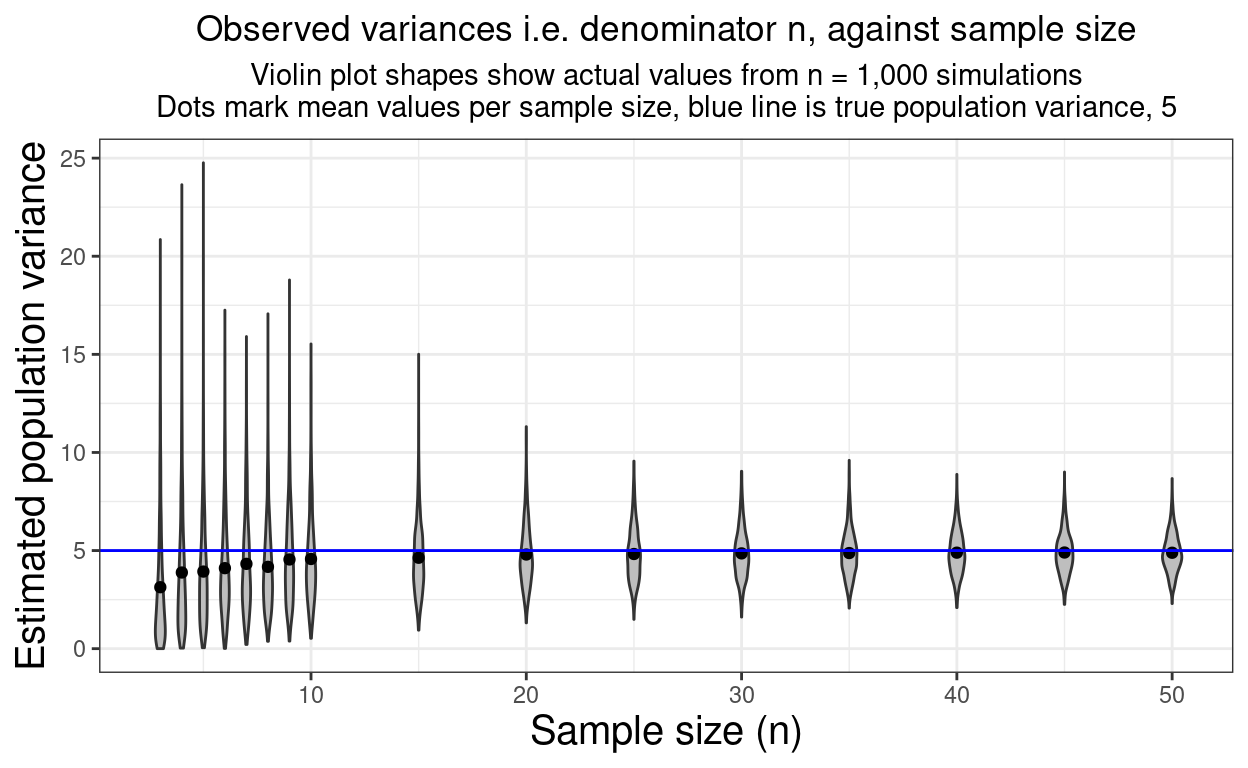 Observed variances i.e. denominator n, against sample size
Violin plot shapes show actual values from n = 1,000 simulations
Dots mark mean values per sample size, blue line is true population variance, 5
Estimated population variance
25
20
15
10
5
0
10
20
30
40
50
Sample size (n)